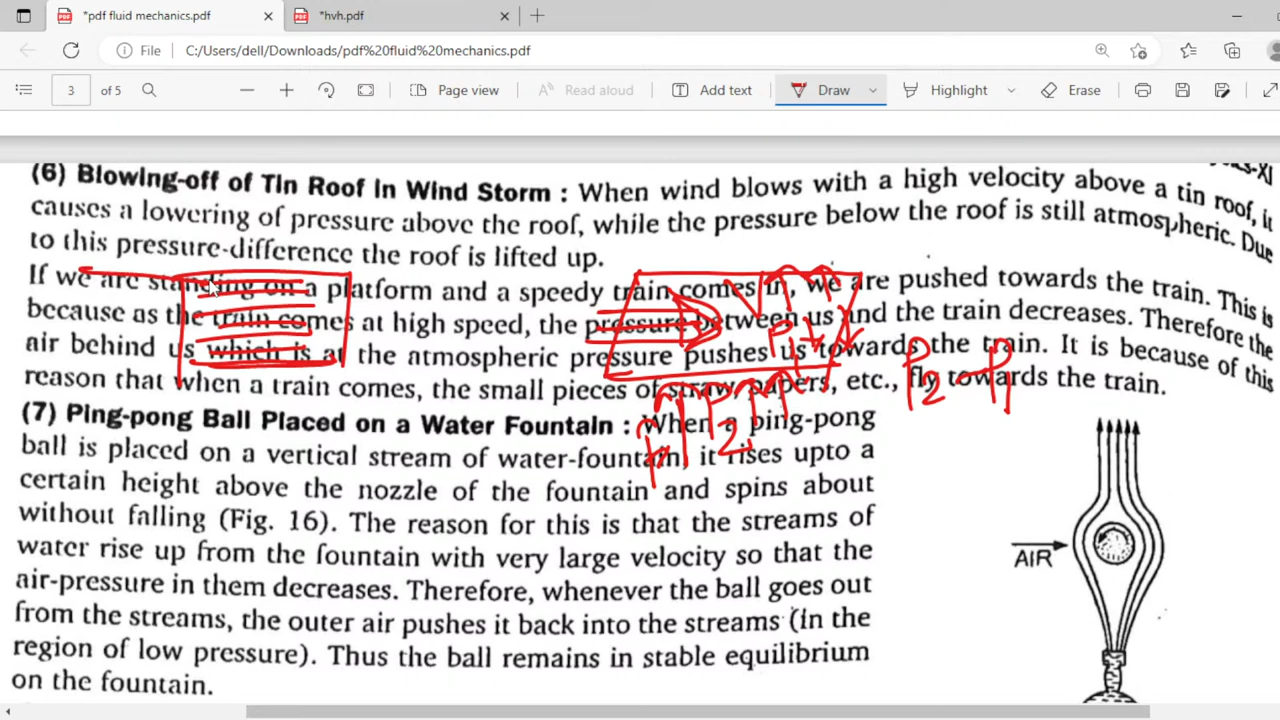 *pdf fluid mechanics.pdf
*hvh.pdf
File C:/Users/dell/Downloads/pdf%20fluid%20mechanics.pdf
3 of 5
Page view
Read aloud
Add text
Draw
Highlight
Erase
(6) Blowing-off of Tin Roof in Wind Storm : When wind blows with a high velocity above a tin roof, it
causes a lowering of pressure above the roof, while the pressure below the roof is still atmospheric. Due
to this pressure-difference the roof is lifted up.
If we are standing on a platform and a speedy train comes in, we are pushed towards the train. This is
because as the train comes at high speed, the pressure between us and the train decreases. Therefore the
air behind us which is at the atmospheric pressure pushes us towards the train. It is because of this
reason that when a train comes, the small pieces of straw, papers, etc., fly towards the train.
V
P1
P2
P2 - P1
(7) Ping-pong Ball Placed on a Water Fountain : When a ping-pong
ball is placed on a vertical stream of water-fountain, it rises upto a
certain height above the nozzle of the fountain and spins about
without falling (Fig. 16). The reason for this is that the streams of
water rise up from the fountain with very large velocity so that the
air-pressure in them decreases. Therefore, whenever the ball goes out
from the streams, the outer air pushes it back into the streams (in the
region of low pressure). Thus the ball remains in stable equilibrium
on the fountain.
AIR